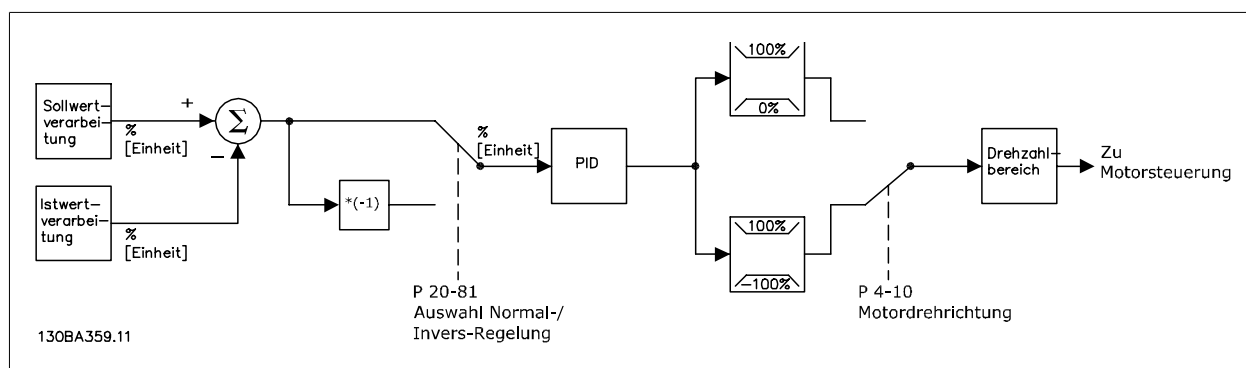 Sollwert-
verarbei-
tung
+
Σ
-
%
[Einheit]
Istwert-
verarbei-
tung
%
[Einheit]
*(-1)
%
[Einheit]
PID
100%
0%
100%
-100%
Drehzahl-
bereich
Zu
Motorsteuerung
P 20-81
Auswahl Normal-/
Invers-Regelung
P 4-10
Motordrehrichtung
130BA359.11